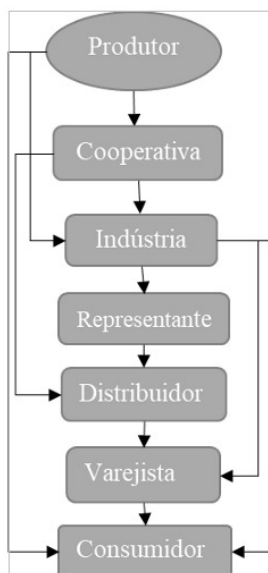 Produtor
Cooperativa
Indústria
Representante
Distribuidor
Varejista
Consumidor